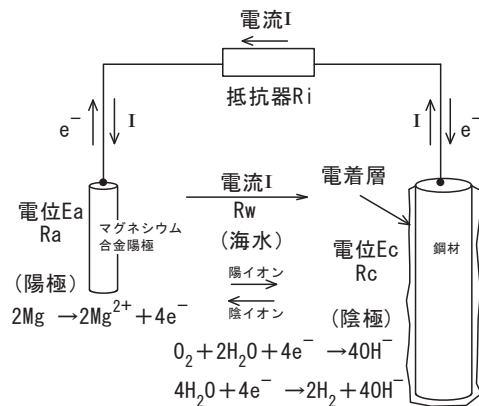 電流I
抵抗器Ri
e⁻
I
I
e⁻
電流I
Rw
(海水)
陽イオン
陰イオン
電着層
電位Ea
Ra
マグネシウム
合金陽極
(陽極)
2Mg →2Mg²⁺+4e⁻
電位Ec
Rc
鋼材
(陰極)
O₂+2H₂O+4e⁻ →4OH⁻
4H₂O+4e⁻→2H₂+4OH⁻